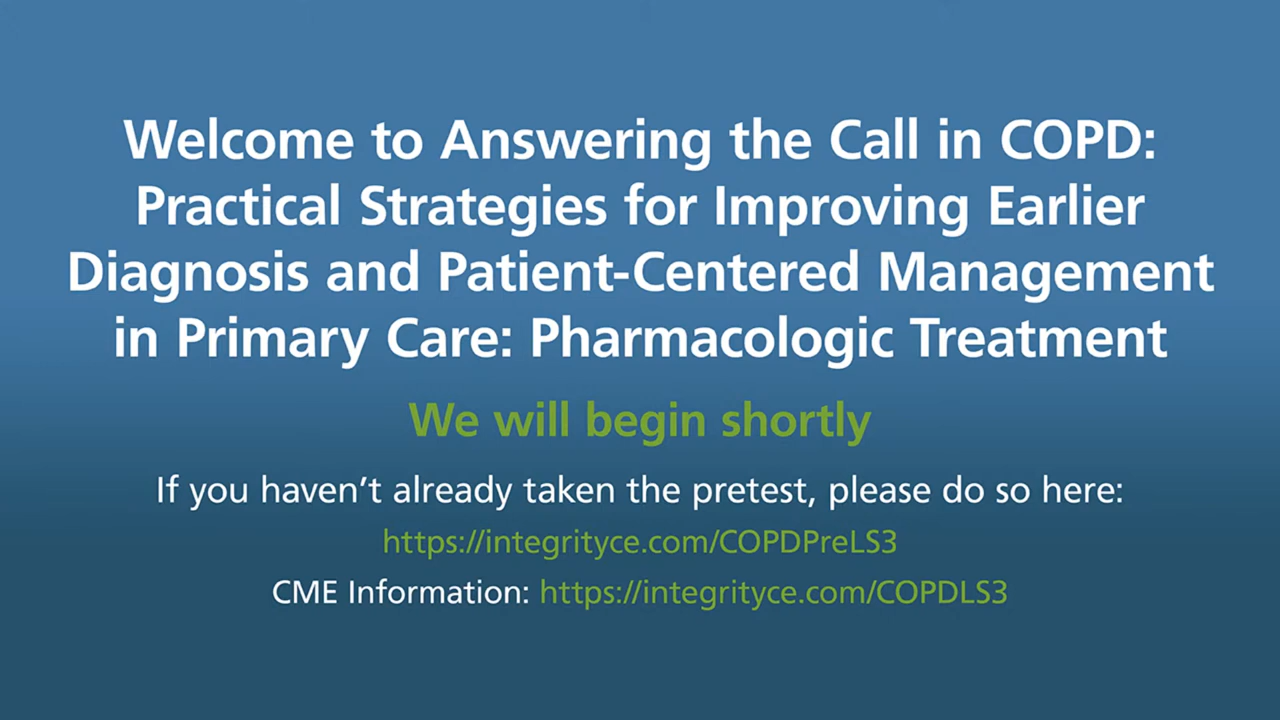 Welcome to Answering the Call in COPD:
Practical Strategies for Improving Earlier
Diagnosis and Patient-Centered Management
in Primary Care: Pharmacologic Treatment
We will begin shortly
If you haven’t already taken the pretest, please do so here:
https://integrityce.com/COPDPreLS3
CME Information: https://integrityce.com/COPDLS3